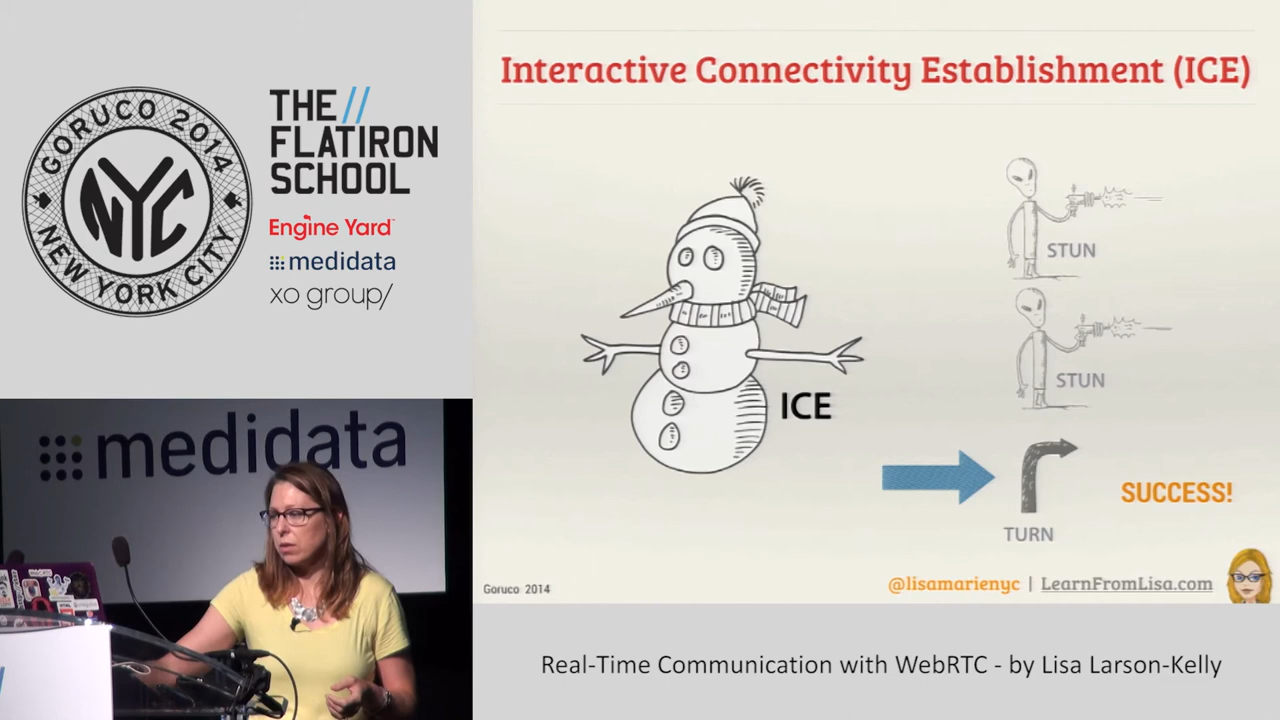 GORUCO 2014
NYC
NEW YORK CITY
THE //
FLATIRON
SCHOOL
Engine Yard
medidata
xo group/
medidata
Interactive Connectivity Establishment (ICE)
STUN
STUN
ICE
SUCCESS!
TURN
Goruco 2014
@lisamarienyc | LearnFromLisa.com
Real-Time Communication with WebRTC - by Lisa Larson-Kelly